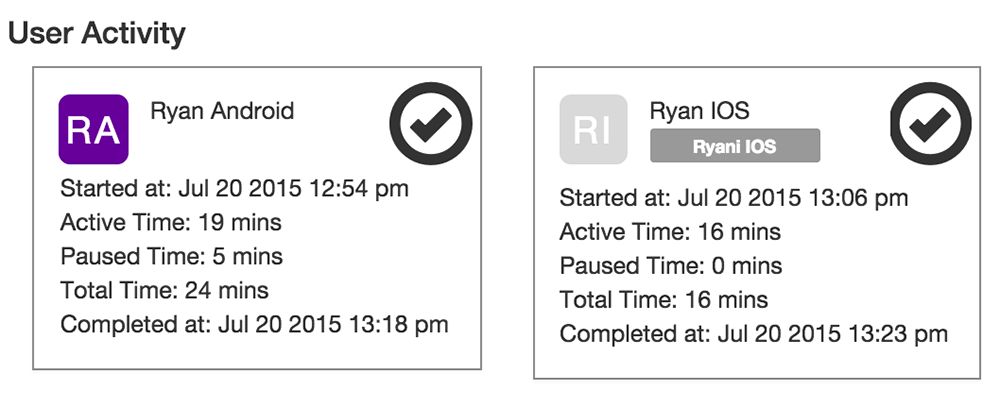 User Activity
RA
Ryan Android
Started at: Jul 20 2015 12:54 pm
Active Time: 19 mins
Paused Time: 5 mins
Total Time: 24 mins
Completed at: Jul 20 2015 13:18 pm
RI
Ryan IOS
Ryani IOS
Started at: Jul 20 2015 13:06 pm
Active Time: 16 mins
Paused Time: 0 mins
Total Time: 16 mins
Completed at: Jul 20 2015 13:23 pm